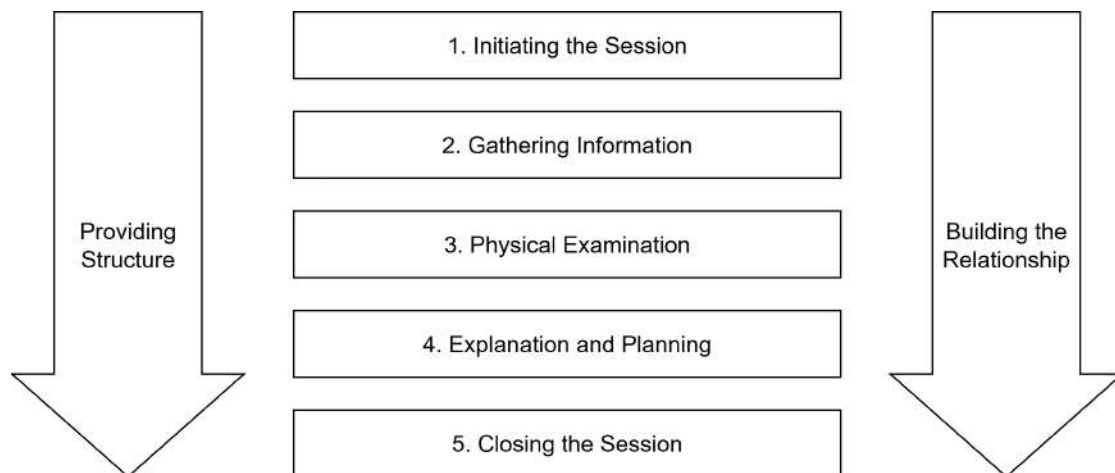 1. Initiating the Session
2. Gathering Information
Providing
Structure
3. Physical Examination
Building the
Relationship
4. Explanation and Planning
5. Closing the Session